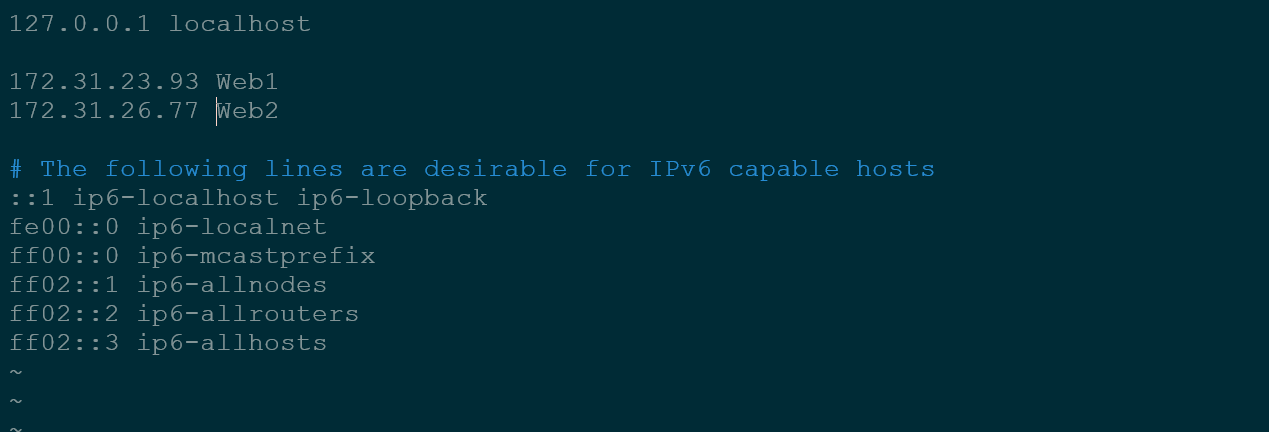 127.0.0.1 localhost
172.31.23.93 Web1
172.31.26.77 Web2
# The following lines are desirable for IPv6 capable hosts
::1 ip6-localhost ip6-loopback
fe00::0 ip6-localnet
ff00::0 ip6-mcastprefix
ff02::1 ip6-allnodes
ff02::2 ip6-allrouters
ff02::3 ip6-allhosts
~
~
~